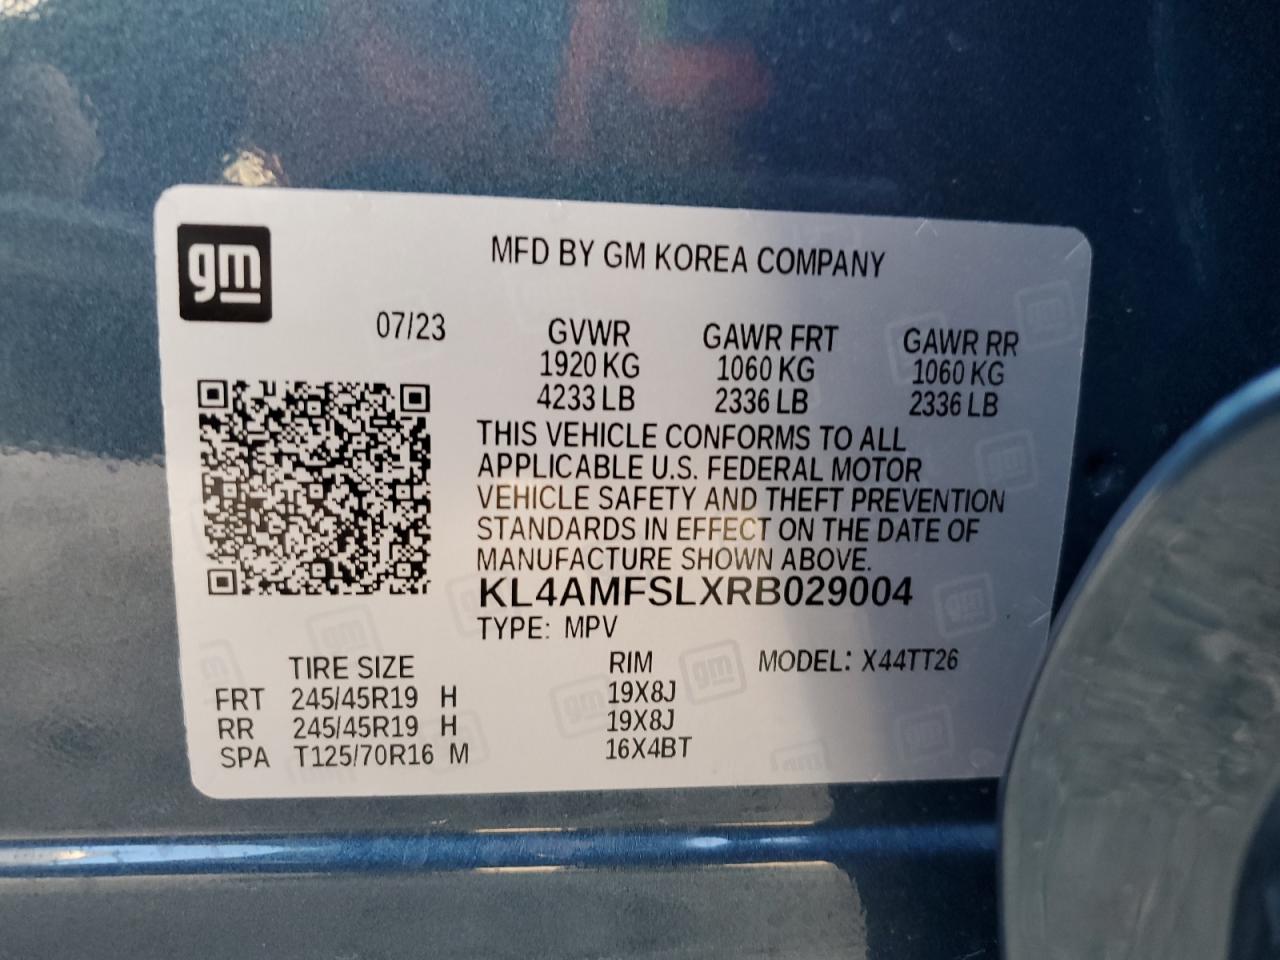 gm
MFD BY GM KOREA COMPANY
07/23 GVWR GAWR FRT GAWR RR
1920 KG 1060 KG 1060 KG
4233 LB 2336 LB 2336 LB
THIS VEHICLE CONFORMS TO ALL
APPLICABLE U.S. FEDERAL MOTOR
VEHICLE SAFETY AND THEFT PREVENTION
STANDARDS IN EFFECT ON THE DATE OF
MANUFACTURE SHOWN ABOVE.
KL4AMFSLXRB029004
TYPE: MPV
TIRE SIZE RIM MODEL: X44TT26
FRT 245/45R19 H 19X8J
RR 245/45R19 H 19X8J
SPA T125/70R16 M 16X4BT